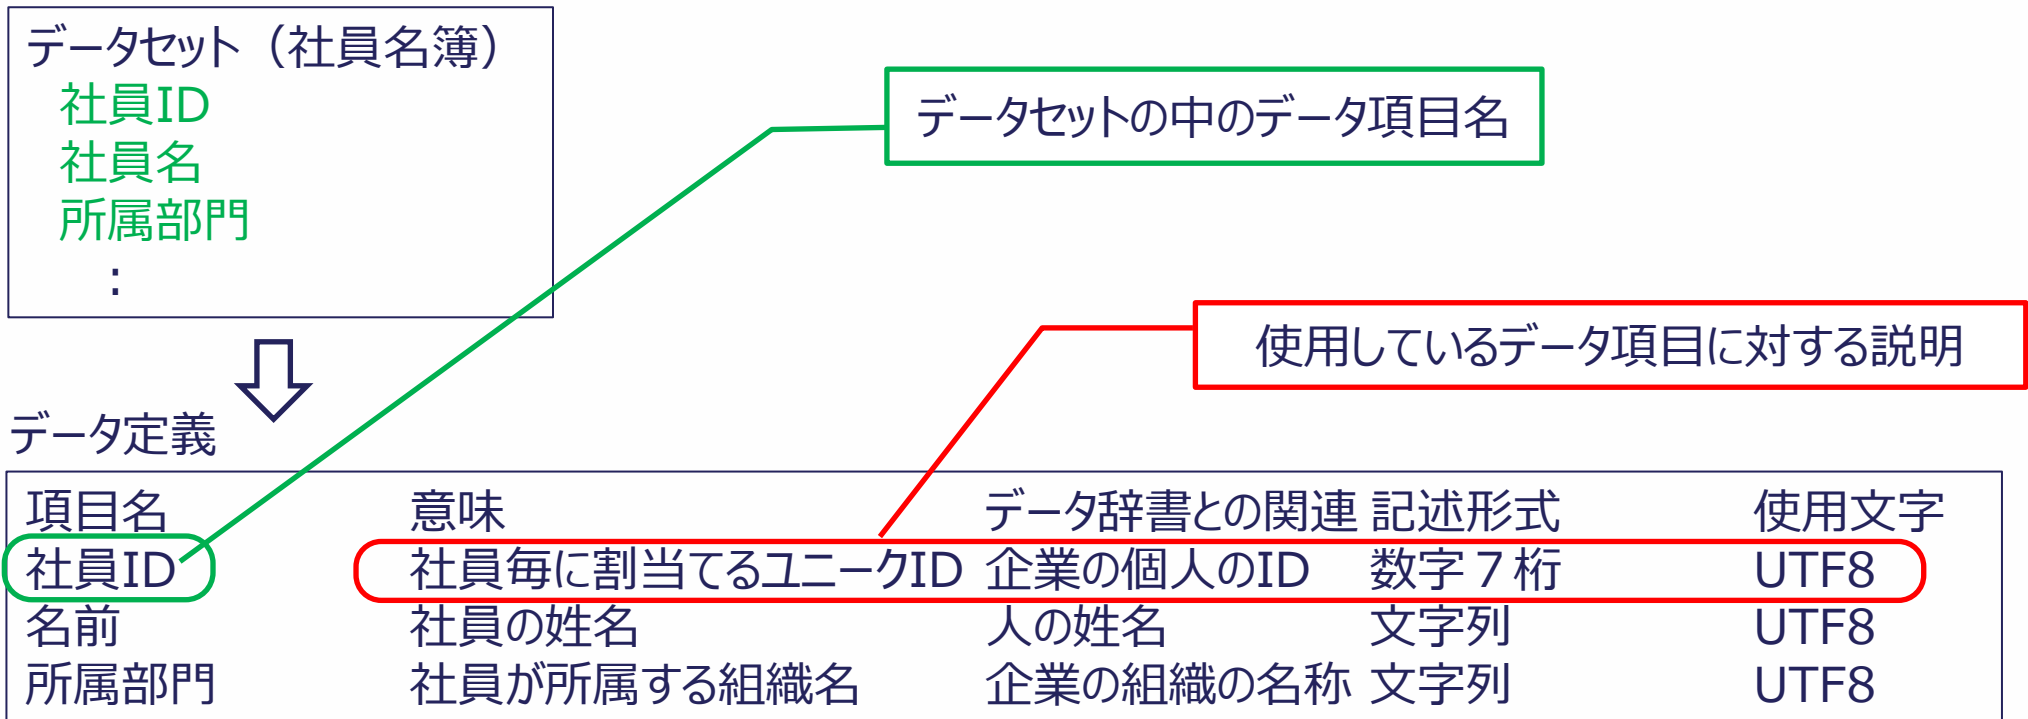 データセット（社員名簿）
社員ID
社員名
所属部門
：
データセットの中のデータ項目名
使用しているデータ項目に対する説明
データ定義
項目名 意味 データ辞書との関連 記述形式 使用文字
社員ID 社員毎に割当てるユニークID 企業の個人のID 数字７桁 UTF8
名前 社員の姓名 人の姓名 文字列 UTF8
所属部門 社員が所属する組織名 企業の組織の名称 文字列 UTF8